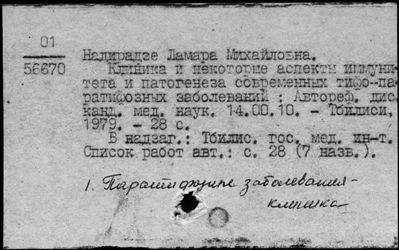 01
56670
Надирадзе Ламара Михайловна.
Клиника и некоторые аспекты иммуни-
тета и патогенеза современных тифо-па-
ратифозных заболеваний : Автореф. дис.
канд. мед. наук. 14.00.10. - Тбилиси,
1979. - 28 с.
В надзаг.: Тбилис. гос. мед. ин-т.
Список работ авт.: с. 28 (7 назв.).
1. Паратифозные заболевания-
клиника